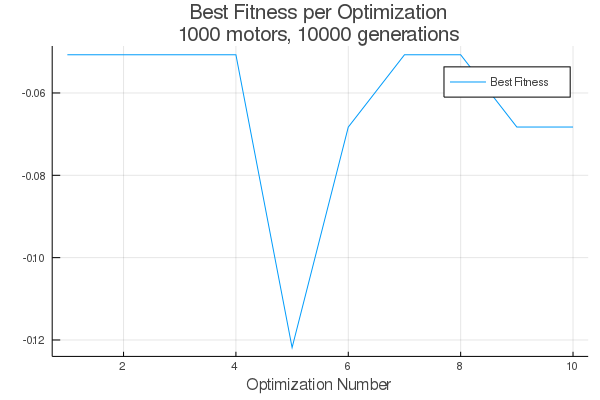 Best Fitness per Optimization
1000 motors, 10000 generations
Best Fitness
-0.06
-0.08
-0.10
-0.12
2
4
6
8
10
Optimization Number